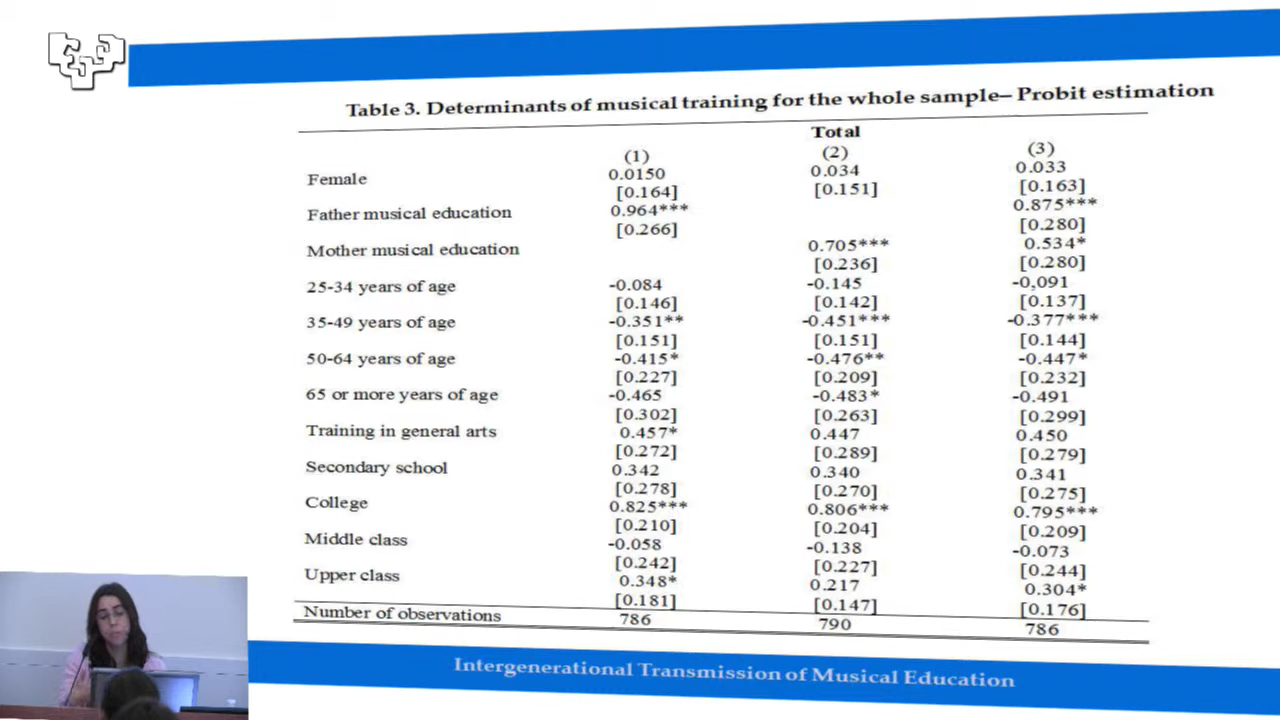 Table 3. Determinants of musical training for the whole sample– Probit estimation
Total
(1) (2) (3)
Female 0.0150 0.034 0.033
[0.164] [0.151] [0.163]
Father musical education 0.964*** 0.875***
[0.266] [0.280]
Mother musical education 0.705*** 0.534*
[0.236] [0.280]
25-34 years of age -0.084 -0.145 -0,091
[0.146] [0.142] [0.137]
35-49 years of age -0.351** -0.451*** -0.377***
[0.151] [0.151] [0.144]
50-64 years of age -0.415* -0.476** -0.447*
[0.227] [0.209] [0.232]
65 or more years of age -0.465 -0.483* -0.491
[0.302] [0.263] [0.299]
Training in general arts 0.457* 0.447 0.450
[0.272] [0.289] [0.279]
Secondary school 0.342 0.340 0.341
[0.278] [0.270] [0.275]
College 0.825*** 0.806*** 0.795***
[0.210] [0.204] [0.209]
Middle class -0.058 -0.138 -0.073
[0.242] [0.227] [0.244]
Upper class 0.348* 0.217 0.304*
[0.181] [0.147] [0.176]
Number of observations 786 790 786
Intergenerational Transmission of Musical Education